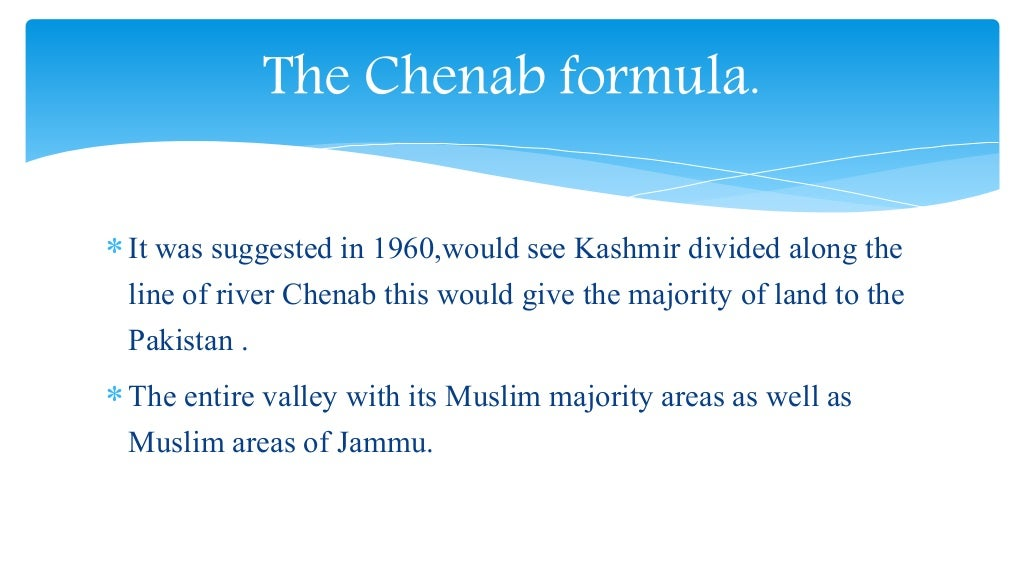 The Chenab formula.
* It was suggested in 1960,would see Kashmir divided along the
line of river Chenab this would give the majority of land to the
Pakistan .
* The entire valley with its Muslim majority areas as well as
Muslim areas of Jammu.